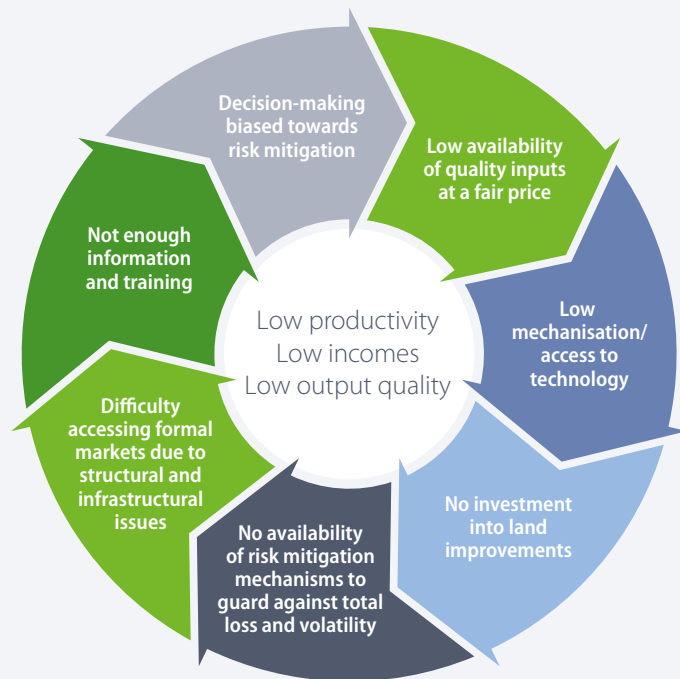 Decision-making
biased towards
risk mitigation
Low availability
of quality inputs
at a fair price
Low
mechanisation/
access to
technology
No investment
into land
improvements
No availability
of risk mitigation
mechanisms to
guard against total
loss and volatility
Difficulty
accessing formal
markets due to
structural and
infrastructural
issues
Not enough
information
and training
Low productivity
Low incomes
Low output quality